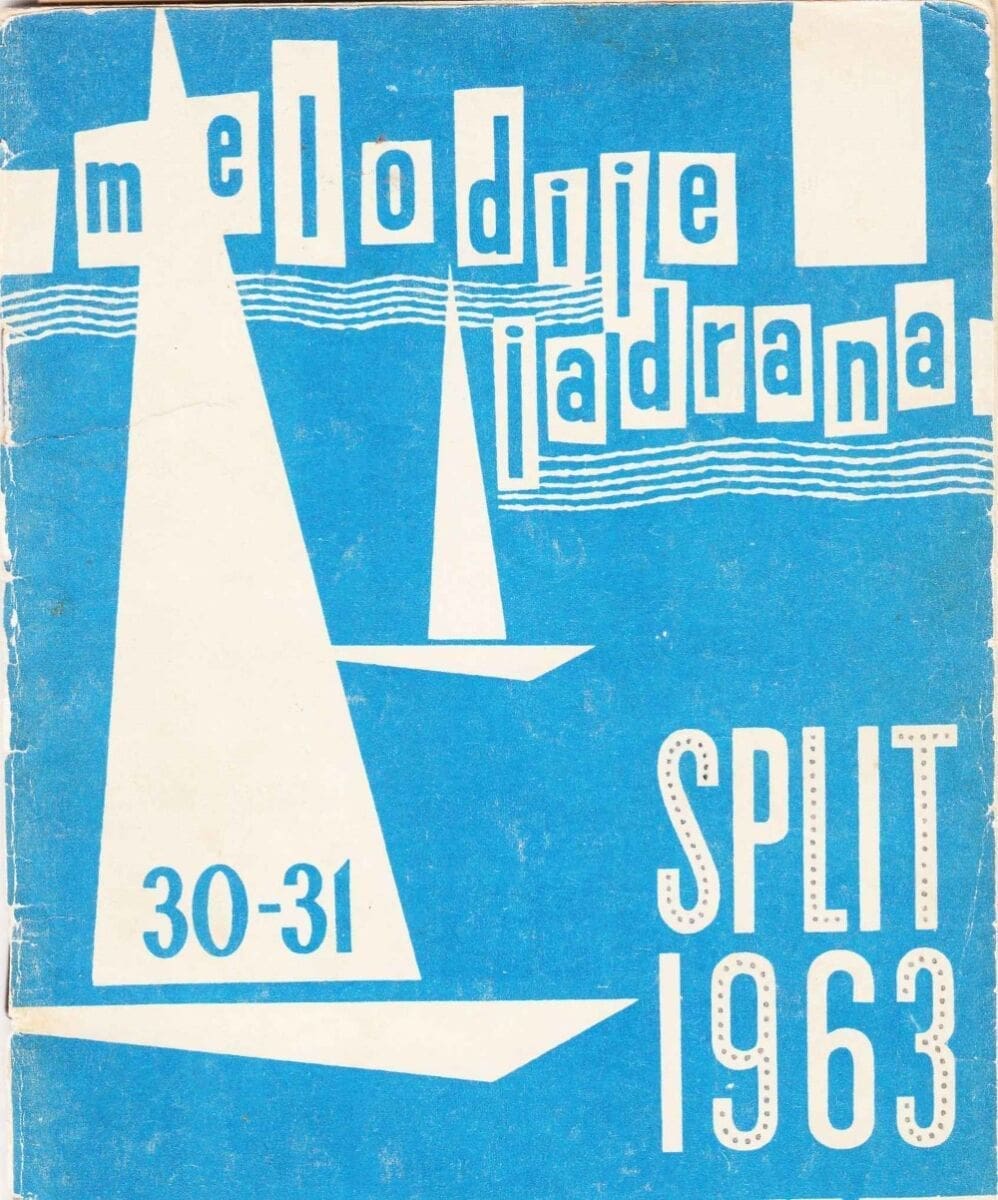 melodije
jadrana
30-31
SPLIT
1963